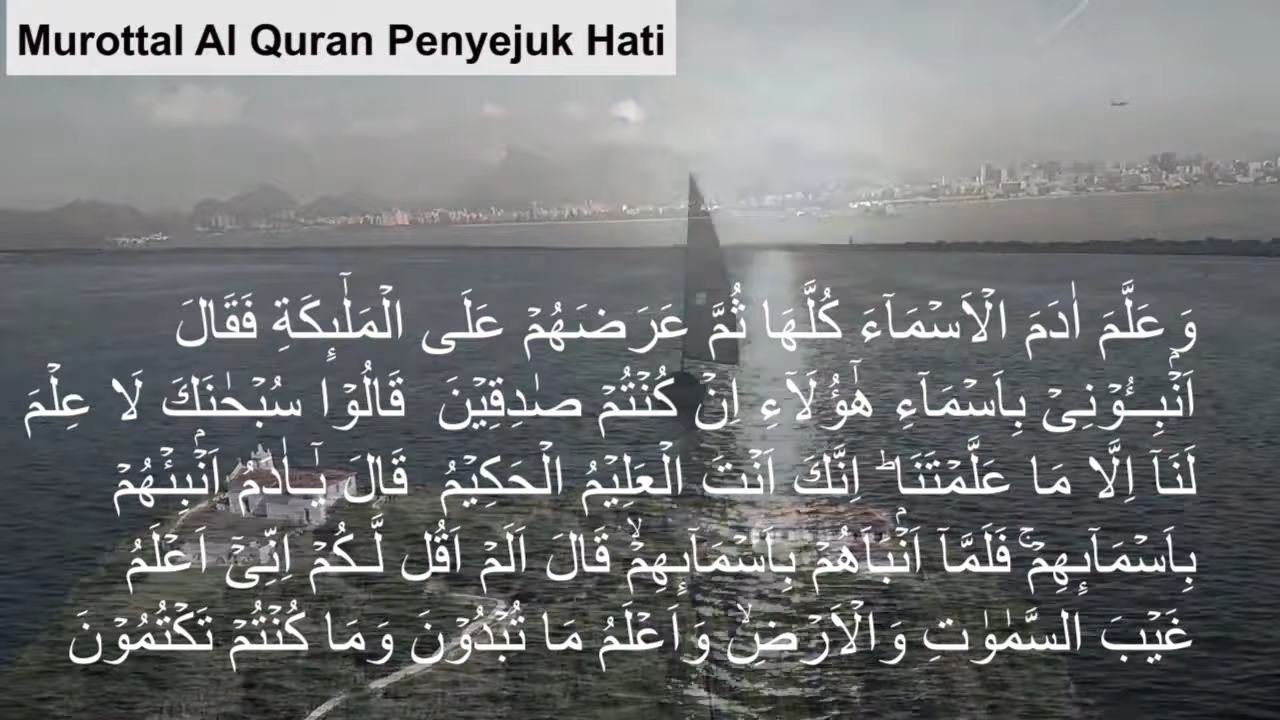 Murottal Al Quran Penyejuk Hati
وَعَلَّمَ اٰدَمَ الۡاَسۡمَآءَ كُلَّهَا ثُمَّ عَرَضَهُمۡ عَلَى الۡمَلٰٓٮِٕكَةِ فَقَالَ
اَنۡۢبِــُٔوۡنِىۡ بِاَسۡمَآءِ هٰٓؤُلَآءِ اِنۡ كُنۡتُمۡ صٰدِقِيۡنَ قَالُوۡا سُبۡحٰنَكَ لَا عِلۡمَ
لَنَآ اِلَّا مَا عَلَّمۡتَنَا ؕ اِنَّكَ اَنۡتَ الۡعَلِيۡمُ الۡحَكِيۡمُ قَالَ يٰٓـاٰدَمُ اَنۡۢبِئۡهُمۡ
بِاَسۡمَآٮِٕهِمۡ​ۚ فَلَمَّآ اَنۡۢبَاَهُمۡ بِاَسۡمَآٮِٕهِمۡۙ قَالَ اَلَمۡ اَقُل لَّـكُمۡ اِنِّىۡٓ اَعۡلَمُ
غَيۡبَ السَّمٰوٰتِ وَالۡاَرۡضِۙ وَاَعۡلَمُ مَا تُبۡدُوۡنَ وَمَا كُنۡتُمۡ تَكۡتُمُوۡنَ